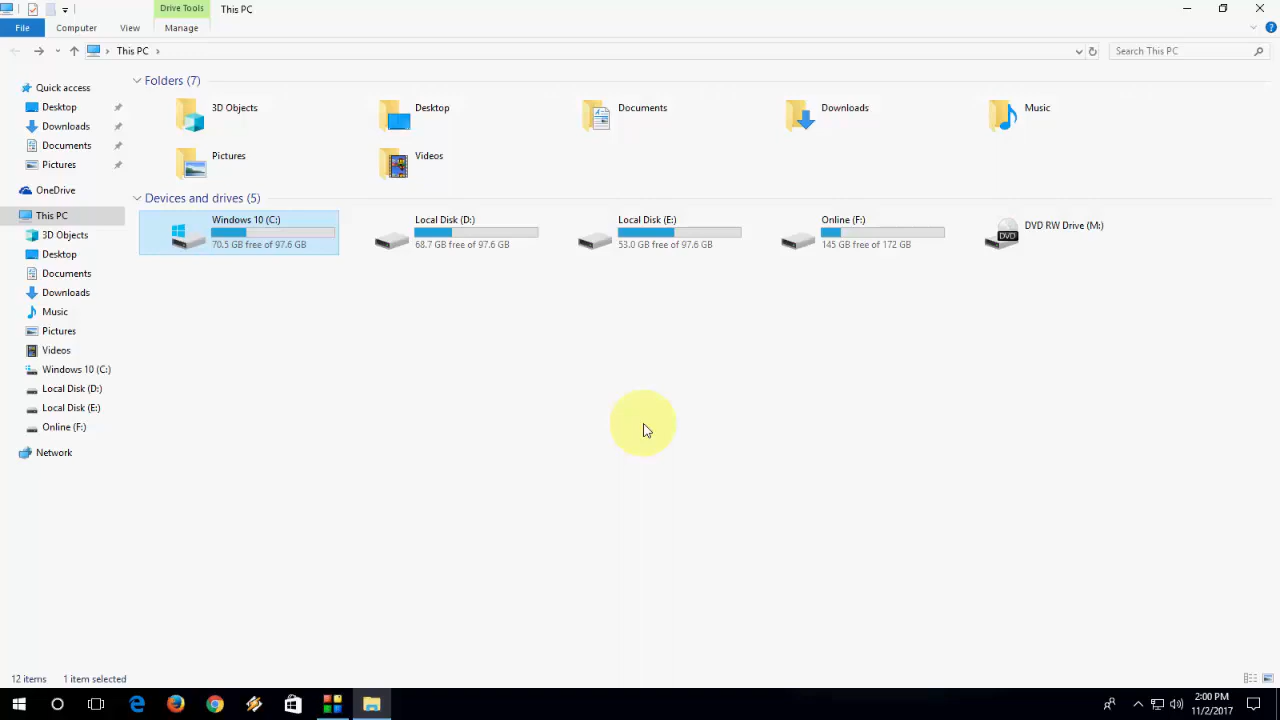 Drive Tools
This PC
File
Computer
View
Manage
This PC
Search This PC
Quick access
Desktop
Downloads
Documents
Pictures
OneDrive
This PC
3D Objects
Desktop
Documents
Downloads
Music
Pictures
Videos
Windows 10 (C:)
Local Disk (D:)
Local Disk (E:)
Online (F:)
Network
Folders (7)
3D Objects
Desktop
Documents
Downloads
Music
Pictures
Videos
Devices and drives (5)
Windows 10 (C:)
70.5 GB free of 97.6 GB
Local Disk (D:)
68.7 GB free of 97.6 GB
Local Disk (E:)
53.0 GB free of 97.6 GB
Online (F:)
145 GB free of 172 GB
DVD
DVD RW Drive (M:)
12 items
1 item selected
2:00 PM
11/2/2017